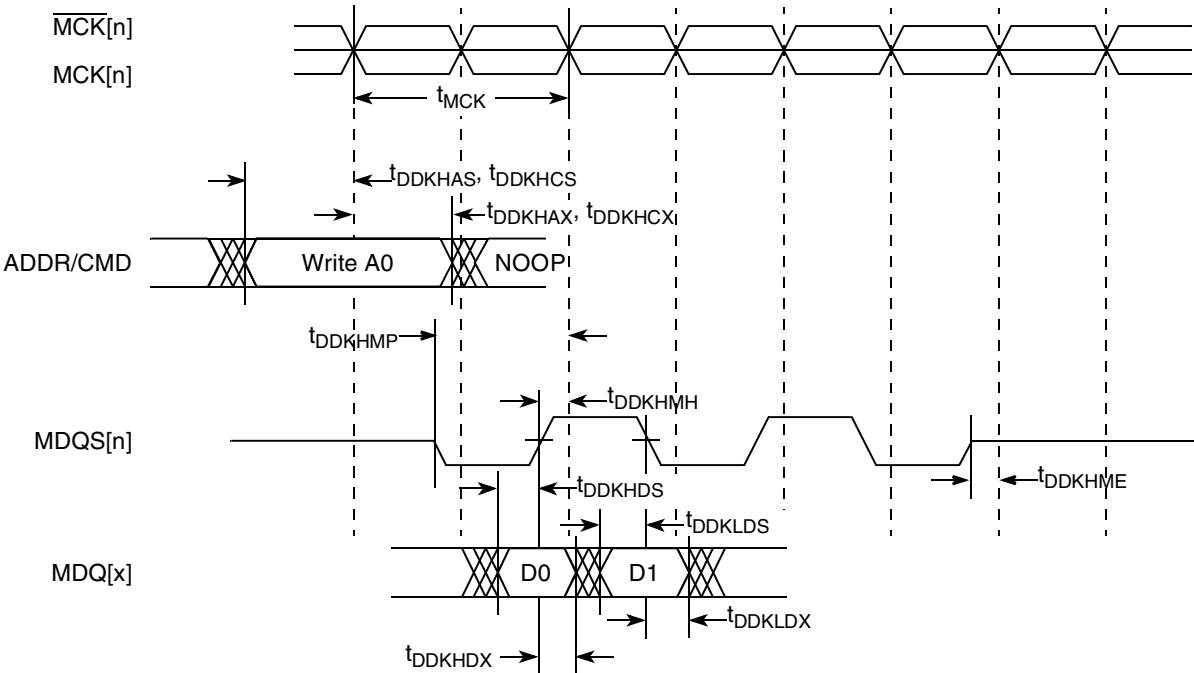 MCK[n]
MCK[n]
tMCK
tDDKHAS, tDDKHCS
tDDKHAX, tDDKHCX
ADDR/CMD
Write A0
NOOP
tDDKHMP
tDDKHMH
MDQS[n]
tDDKHME
tDDKHDS
tDDKLDS
MDQ[x]
D0
D1
tDDKLDX
tDDKHDX